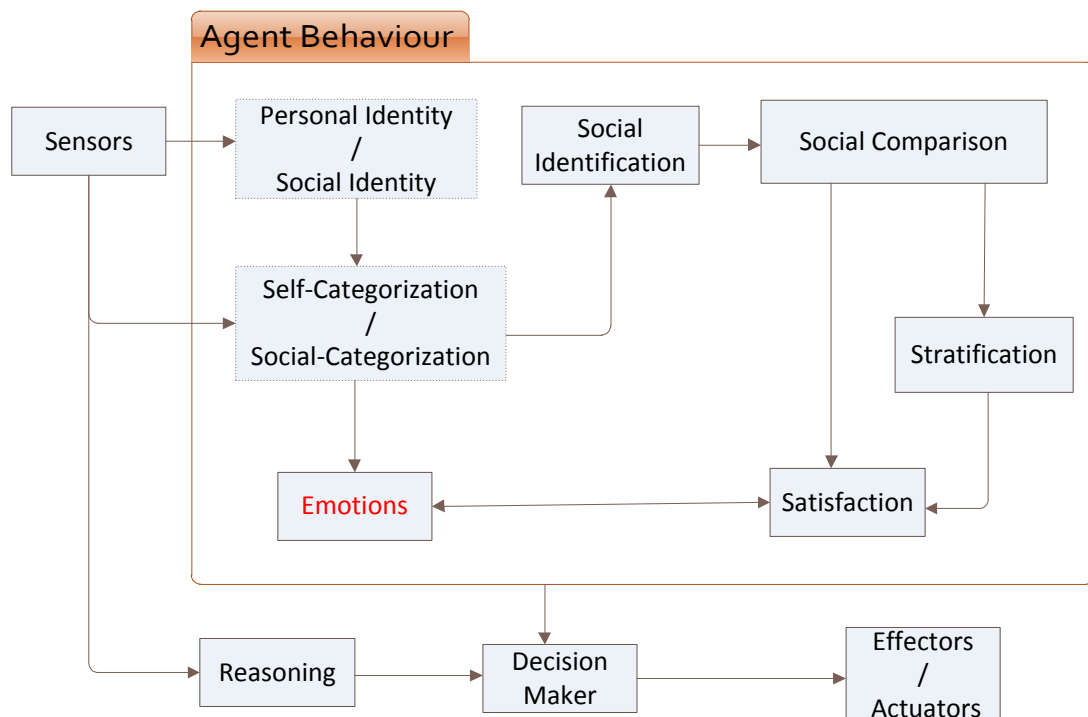 Agent Behaviour
Sensors
Personal Identity
/
Social Identity
Social
Identification
Social Comparison
Self-Categorization
/
Social-Categorization
Stratification
Emotions
Satisfaction
Reasoning
Decision
Maker
Effectors
/
Actuators